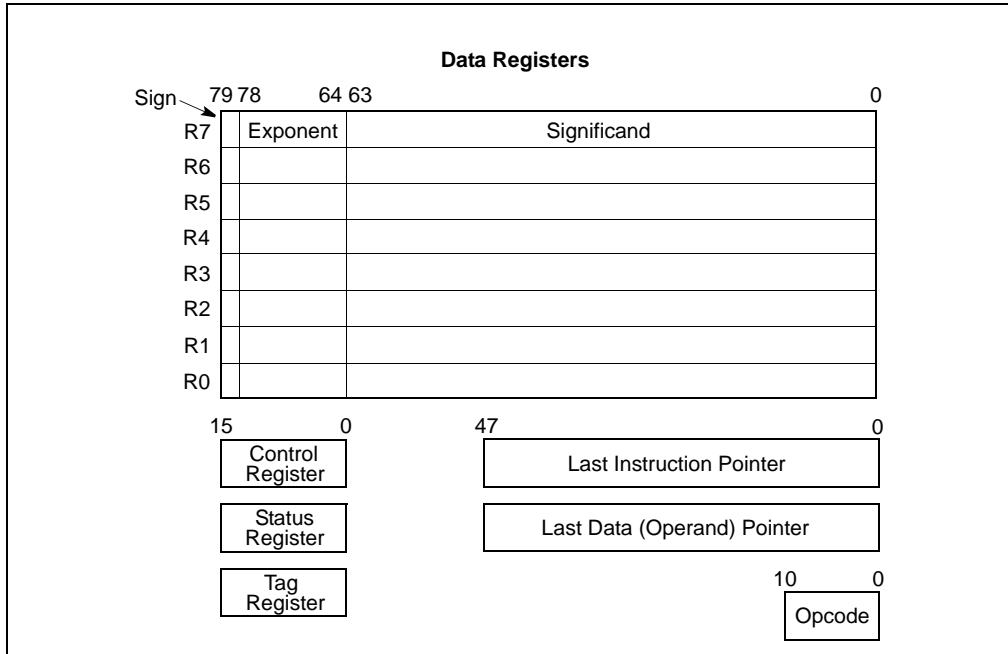 Data Registers
Sign
79 78 64 63 0
R7 Exponent Significand
R6
R5
R4
R3
R2
R1
R0
15 0 47 0
Control
Register
Last Instruction Pointer
Status
Register
Last Data (Operand) Pointer
Tag
Register
10 0
Opcode